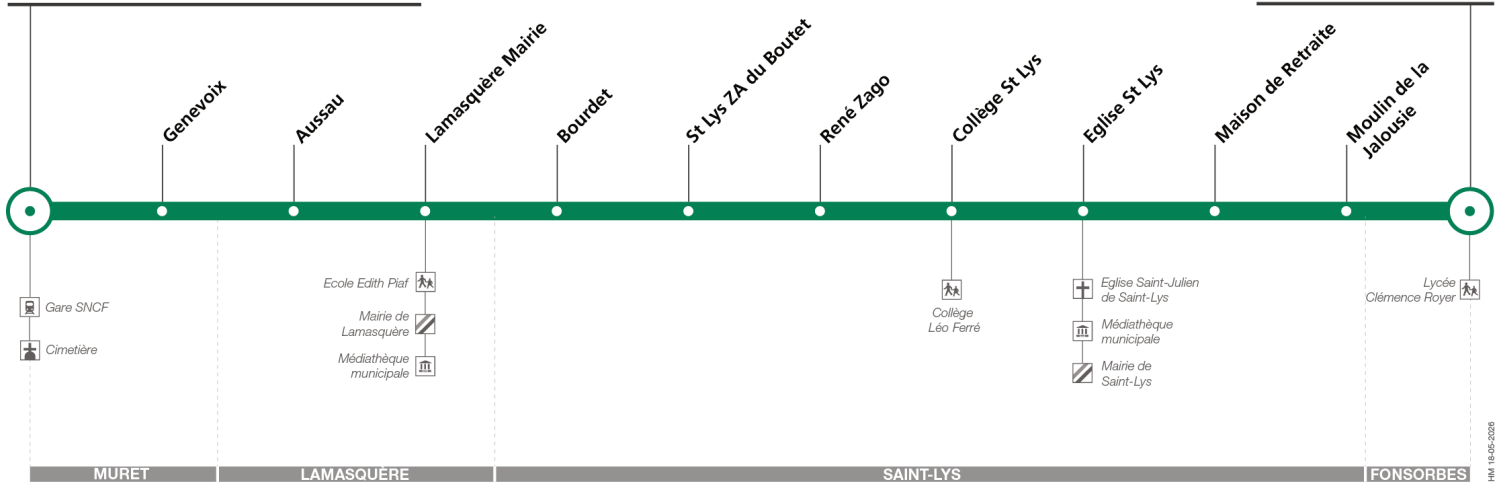 Genevoix
Aussau
Lamasquère Mairie
Bourdet
St Lys ZA du Boutet
René Zago
Collège St Lys
Eglise St Lys
Maison de Retraite
Moulin de la
Jalousie
Gare SNCF
Cimetière
Ecole Edith Piaf
Mairie de
Lamasquère
Médiathèque
municipale
Collège
Léo Ferré
Eglise Saint-Julien
de Saint-Lys
Médiathèque
municipale
Mairie de
Saint-Lys
Lycée
Clémence Royer
MURET
LAMASQUÈRE
SAINT-LYS
FONSORBES
HM 18-05-2026